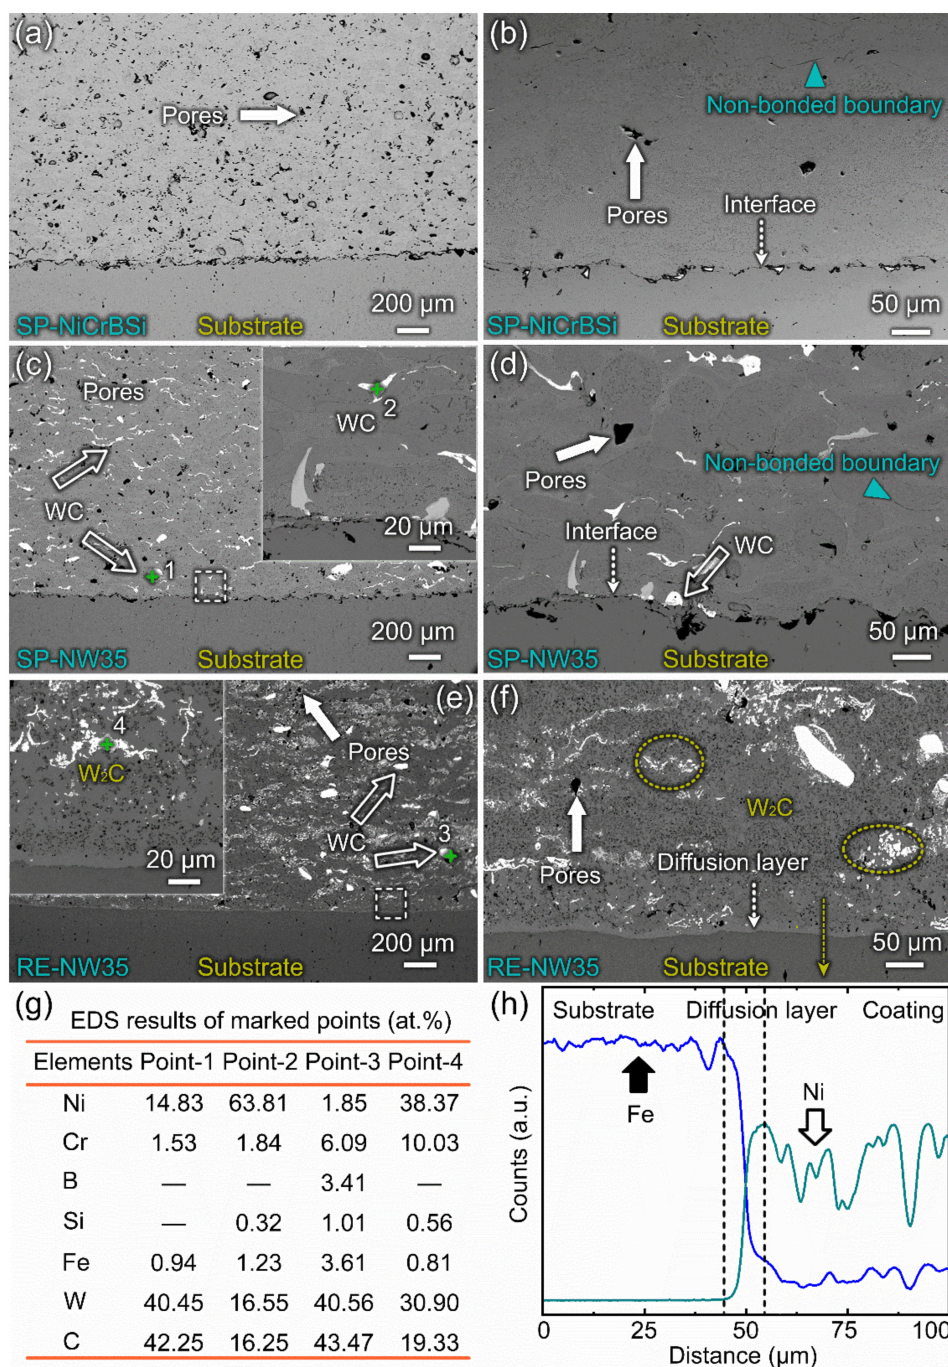 (a)
Pores
200 µm
SP-NiCrBSi
Substrate
(b)
Non-bonded boundary
Pores
Interface
50 µm
SP-NiCrBSi
Substrate
(c)
Pores
WC
1
WC
2
20 µm
200 µm
SP-NW35
Substrate
(d)
Pores
Non-bonded boundary
Interface
WC
50 µm
SP-NW35
Substrate
4
W₂C
20 µm
(e)
Pores
WC
3
200 µm
RE-NW35
Substrate
(f)
W₂C
Pores
Diffusion layer
50 µm
RE-NW35
Substrate
(g)
EDS results of marked points (at.%)
Elements Point-1 Point-2 Point-3 Point-4
Ni 14.83 63.81 1.85 38.37
Cr 1.53 1.84 6.09 10.03
B — — 3.41 —
Si — 0.32 1.01 0.56
Fe 0.94 1.23 3.61 0.81
W 40.45 16.55 40.56 30.90
C 42.25 16.25 43.47 19.33
(h)
Substrate Diffusion layer Coating
Fe
Ni
Counts (a.u.)
0 25 50 75 100
Distance (µm)